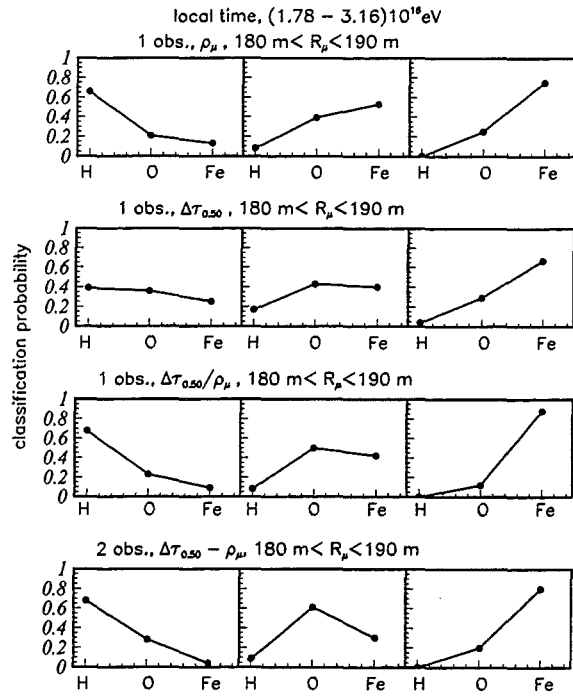 local time, (1.78 – 3.16)10¹⁶eV
1 obs., ρμ, 180 m< Rμ<190 m
1
0.8
0.6
0.4
0.2
0
H O Fe H O Fe H O Fe
1 obs., Δτ0.50, 180 m< Rμ<190 m
1
0.8
0.6
0.4
0.2
0
H O Fe H O Fe H O Fe
classification probability
1 obs., Δτ0.50/ρμ, 180 m< Rμ<190 m
1
0.8
0.6
0.4
0.2
0
H O Fe H O Fe H O Fe
2 obs., Δτ0.50 – ρμ, 180 m< Rμ<190 m
1
0.8
0.6
0.4
0.2
0
H O Fe H O Fe H O Fe